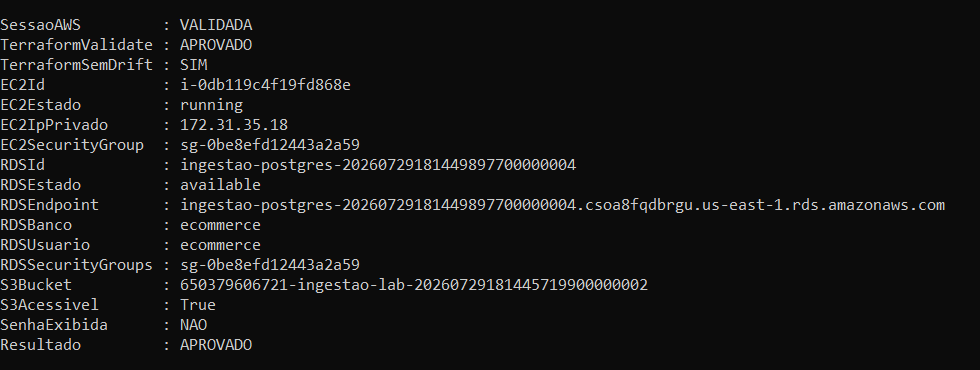 SessaoAWS         : VALIDADA
TerraformValidate : APROVADO
TerraformSemDrift : SIM
EC2Id             : i-0db119c4f19fd868e
EC2Estado         : running
EC2IpPrivado      : 172.31.35.18
EC2SecurityGroup  : sg-0be8efd12443a2a59
RDSId             : ingestao-postgres-20260729181449897700000004
RDSEstado         : available
RDSEndpoint       : ingestao-postgres-20260729181449897700000004.csoa8fqdbrgu.us-east-1.rds.amazonaws.com
RDSBanco          : ecommerce
RDSUsuario        : ecommerce
RDSSecurityGroups : sg-0be8efd12443a2a59
S3Bucket          : 650379606721-ingestao-lab-20260729181445719900000002
S3Acessivel       : True
SenhaExibida      : NAO
Resultado         : APROVADO